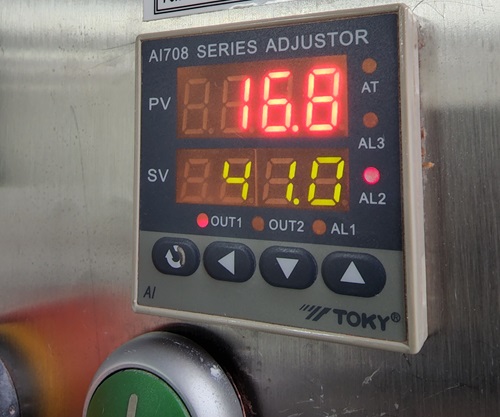 AI708 SERIES ADJUSTOR
PV 16.8 AT
AL3
SV 41.0 AL2
OUT1 OUT2 AL1
AI
TOKY®